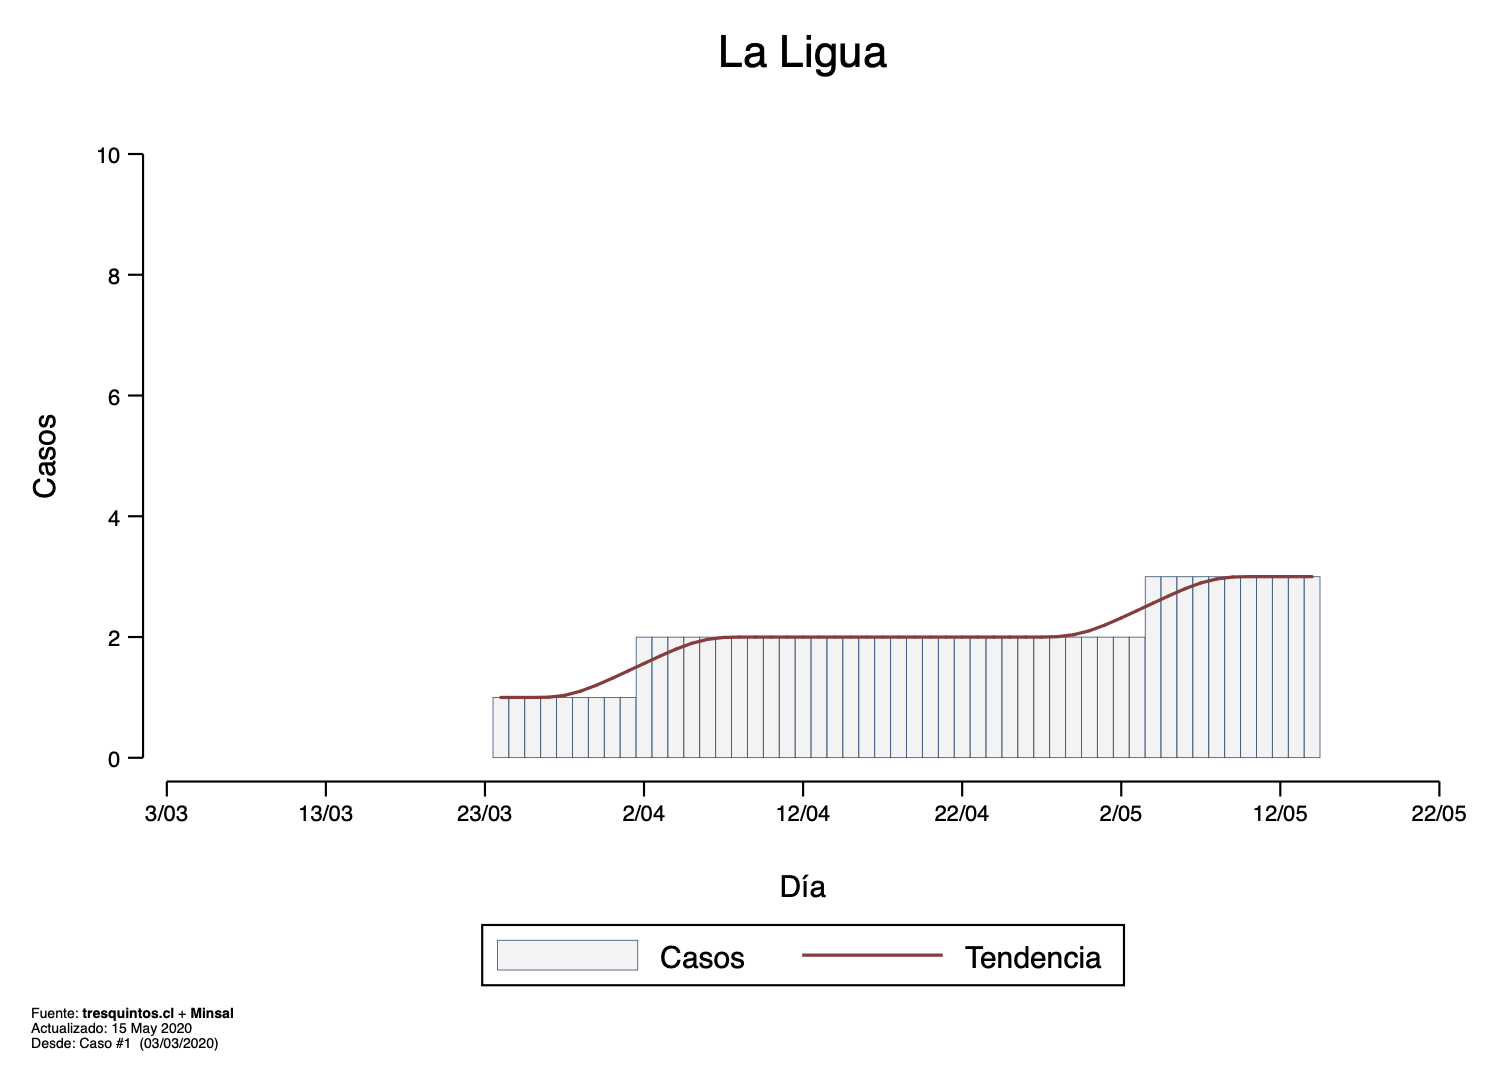 La Ligua
Casos
10
8
6
4
2
0
3/03
13/03
23/03
2/04
12/04
22/04
2/05
12/05
22/05
Día
Casos
Tendencia
Fuente: tresquintos.cl + Minsal
Actualizado: 15 May 2020
Desde: Caso #1  (03/03/2020)